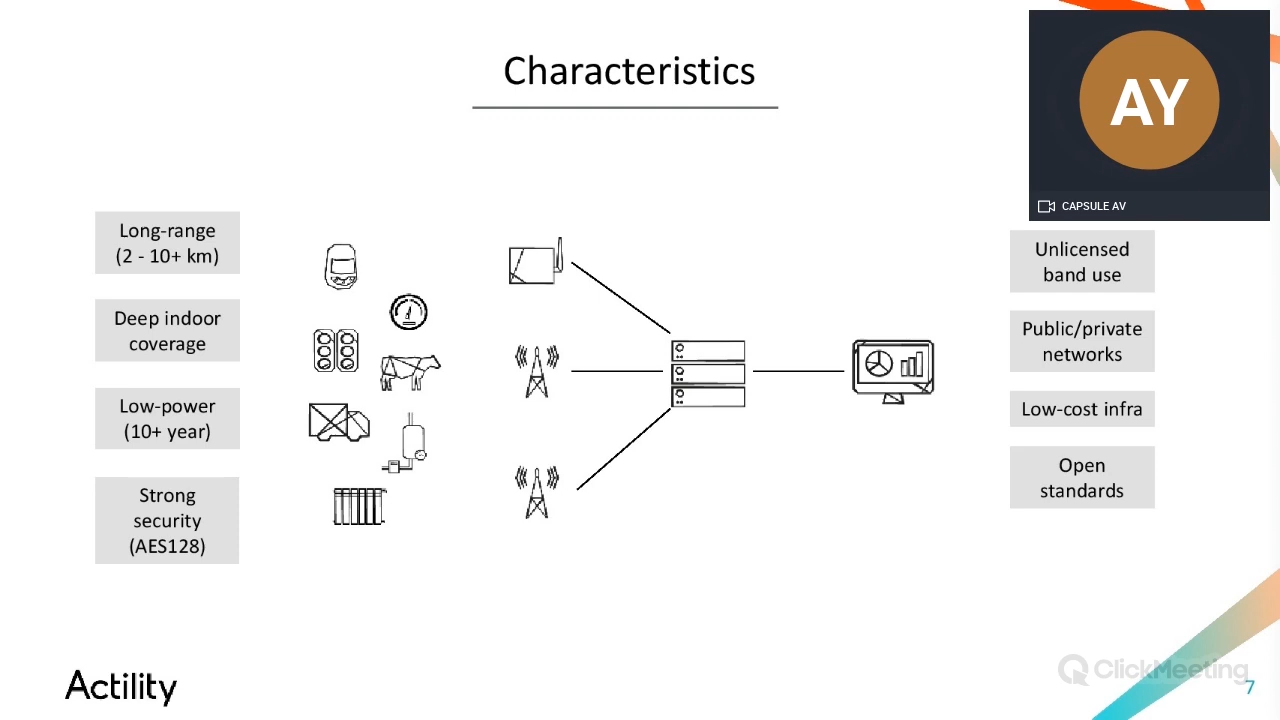 Characteristics
AY
CAPSULE AV
Long-range
(2 - 10+ km)
Deep indoor
coverage
Low-power
(10+ year)
Strong
security
(AES128)
Unlicensed
band use
Public/private
networks
Low-cost infra
Open
standards
Actility
ClickMeeting
7